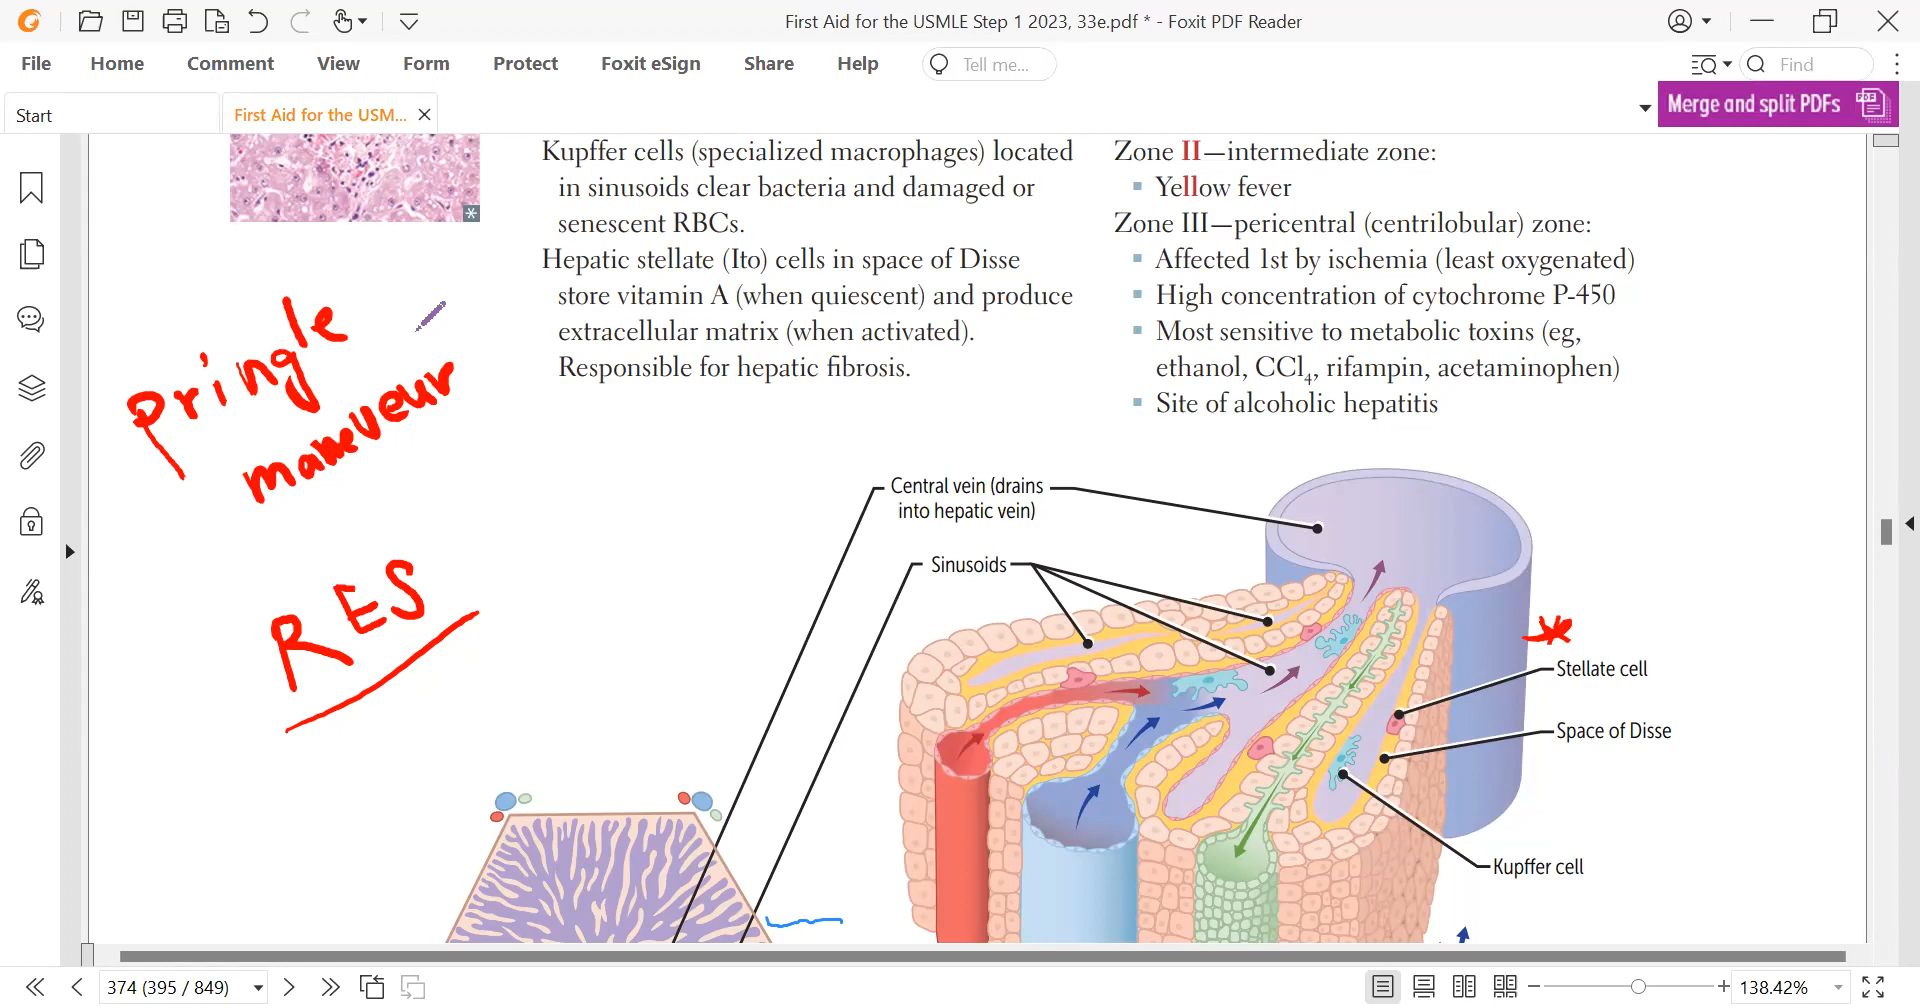 First Aid for the USMLE Step 1 2023, 33e.pdf * - Foxit PDF Reader
File Home Comment View Form Protect Foxit eSign Share Help Tell me... Find
Start
First Aid for the USM...
Merge and split PDFs
PDF
Kupffer cells (specialized macrophages) located
in sinusoids clear bacteria and damaged or
senescent RBCs.
Hepatic stellate (Ito) cells in space of Disse
store vitamin A (when quiescent) and produce
extracellular matrix (when activated).
Responsible for hepatic fibrosis.
Zone II—intermediate zone:
▪ Yellow fever
Zone III—pericentral (centrilobular) zone:
▪ Affected 1st by ischemia (least oxygenated)
▪ High concentration of cytochrome P-450
▪ Most sensitive to metabolic toxins (eg,
ethanol, CCl4, rifampin, acetaminophen)
▪ Site of alcoholic hepatitis
Pringle
maneveur
RES
Central vein (drains
into hepatic vein)
Sinusoids
Stellate cell
Space of Disse
Kupffer cell
374 (395 / 849)
138.42%